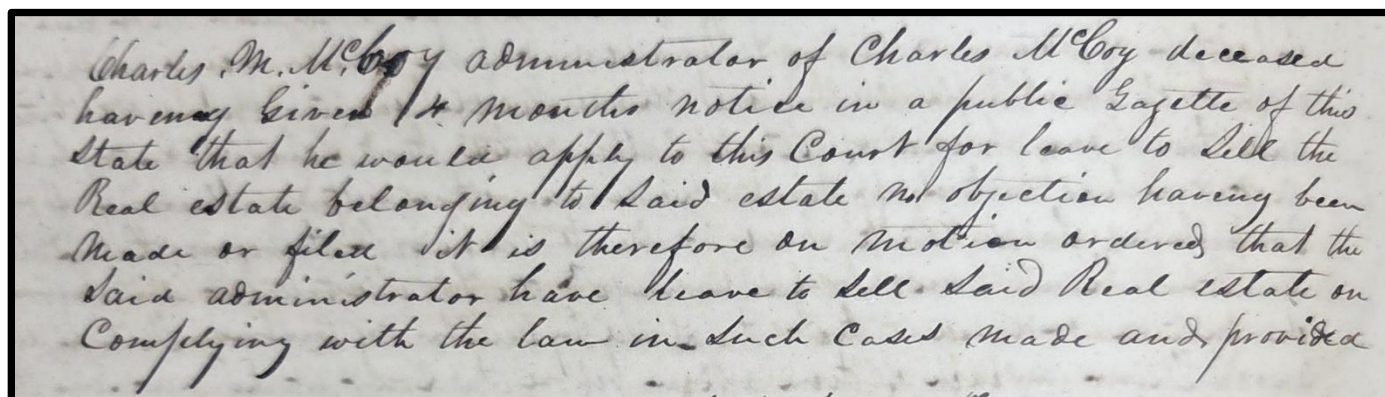 Charles. M. McCoy administrator of Charles McCoy deceased
haveing Given 4 months notice in a public Gazette of this
State that he would apply to this Court for leave to Sell the
Real estate belonging to Said estate no objection having been
made or filed it is therefore on motion ordered that the
Said administrator have leave to Sell Said Real estate on
Complying with the law in Such Cases made and provided